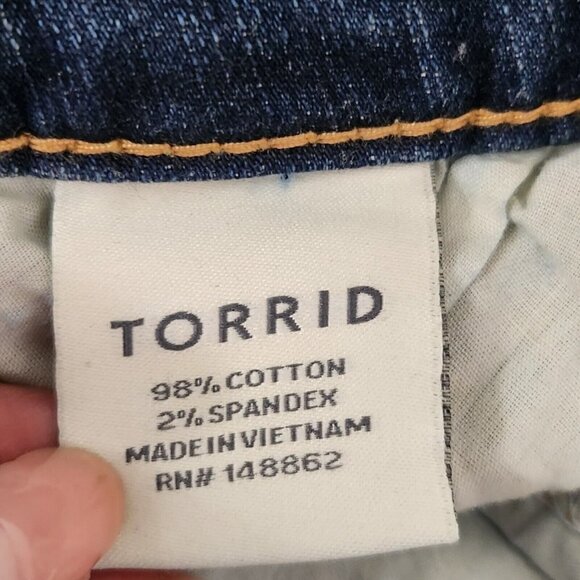 TORRID
98% COTTON
2% SPANDEX
MADE IN VIETNAM
RN# 148862